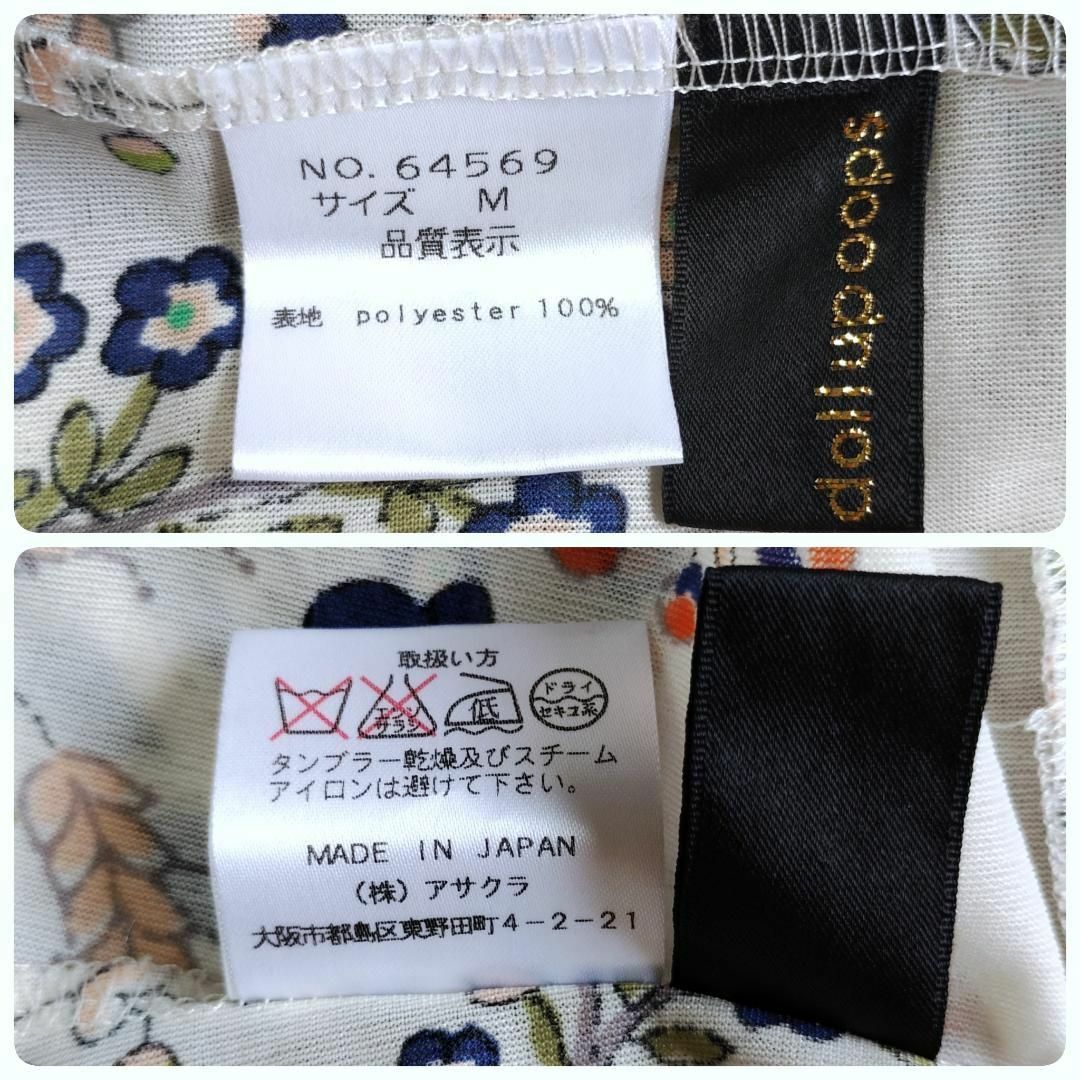 NO. 64569
サイズ M
品質表示
表地 polyester 100%
dollupoops
取扱い方
エンソ
サラシ
低
ドライ
セキユ系
タンブラー乾燥及びスチーム
アイロンは避けて下さい。
MADE IN JAPAN
(株) アサクラ
大阪市都島区東野田町4-2-21